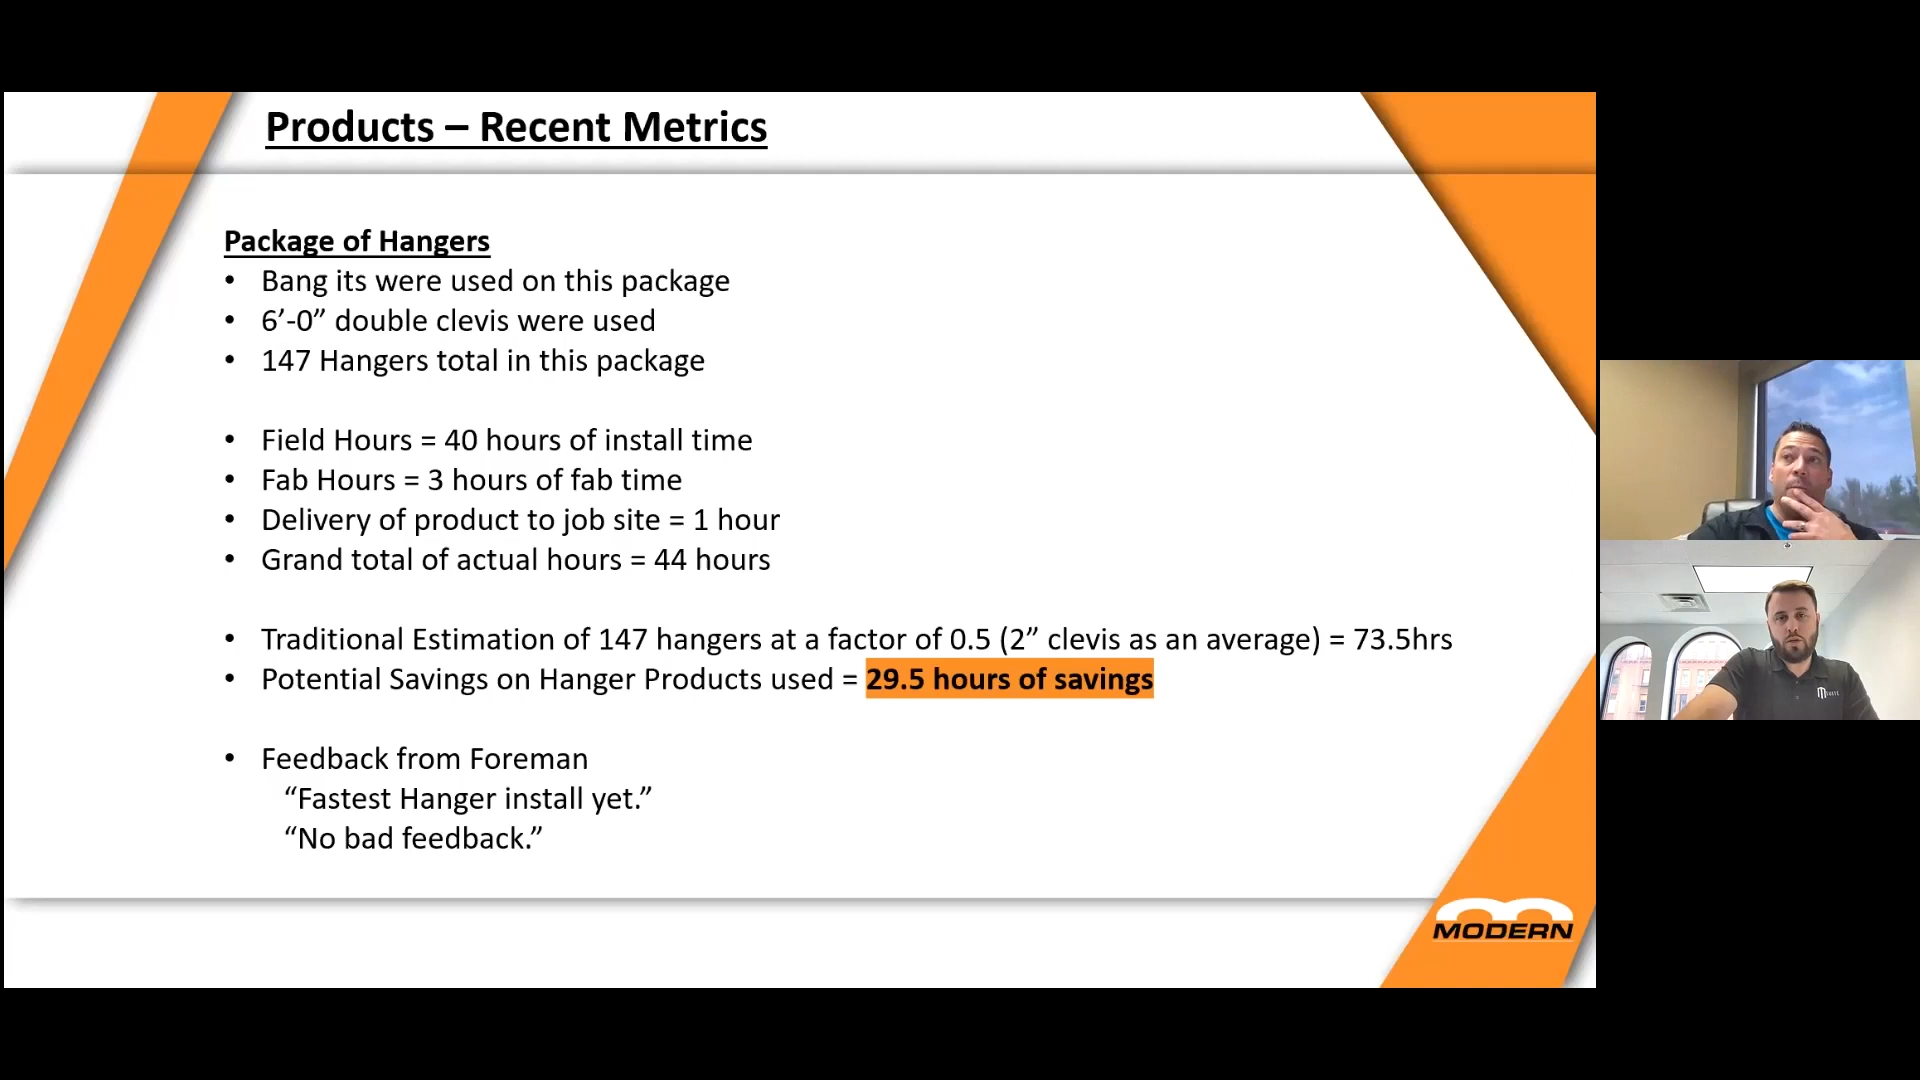 Products – Recent Metrics
Package of Hangers
• Bang its were used on this package
• 6’-0” double clevis were used
• 147 Hangers total in this package
• Field Hours = 40 hours of install time
• Fab Hours = 3 hours of fab time
• Delivery of product to job site = 1 hour
• Grand total of actual hours = 44 hours
• Traditional Estimation of 147 hangers at a factor of 0.5 (2” clevis as an average) = 73.5hrs
• Potential Savings on Hanger Products used = 29.5 hours of savings
• Feedback from Foreman
“Fastest Hanger install yet.”
“No bad feedback.”
MODERN